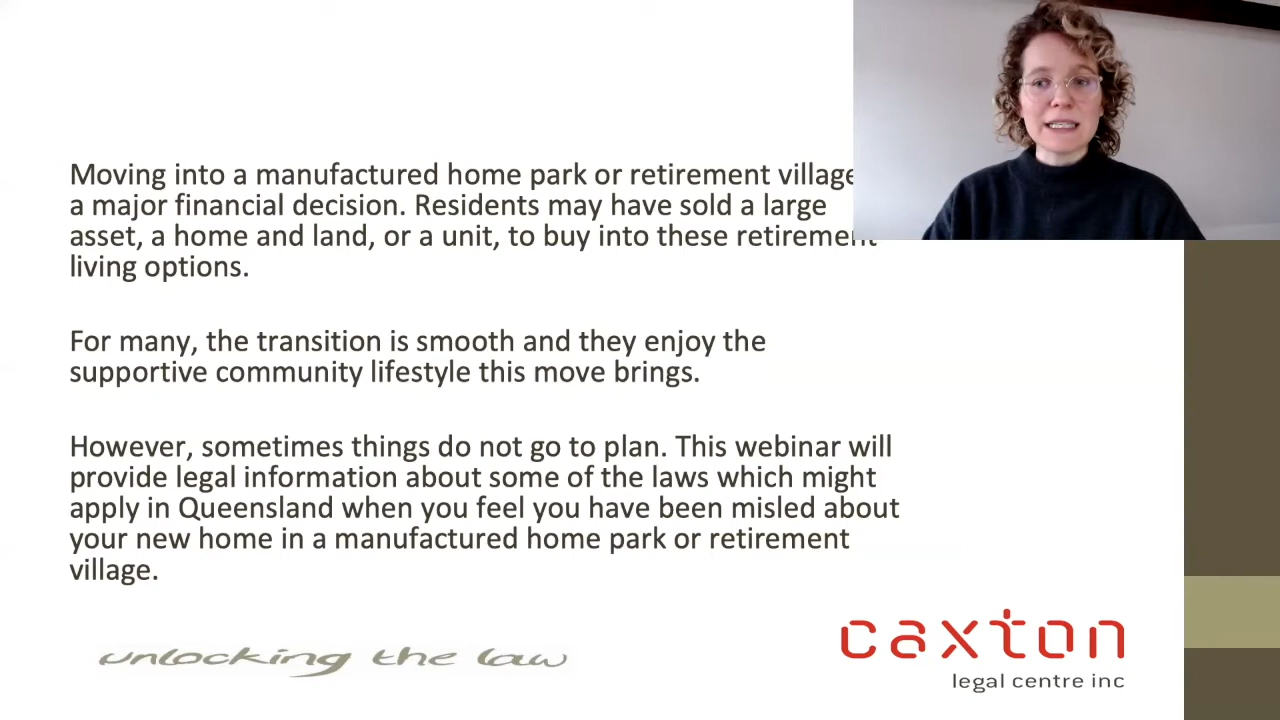 Moving into a manufactured home park or retirement village
a major financial decision. Residents may have sold a large
asset, a home and land, or a unit, to buy into these retirement
living options.
For many, the transition is smooth and they enjoy the
supportive community lifestyle this move brings.
However, sometimes things do not go to plan. This webinar will
provide legal information about some of the laws which might
apply in Queensland when you feel you have been misled about
your new home in a manufactured home park or retirement
village.
unlocking the law
caxton
legal centre inc